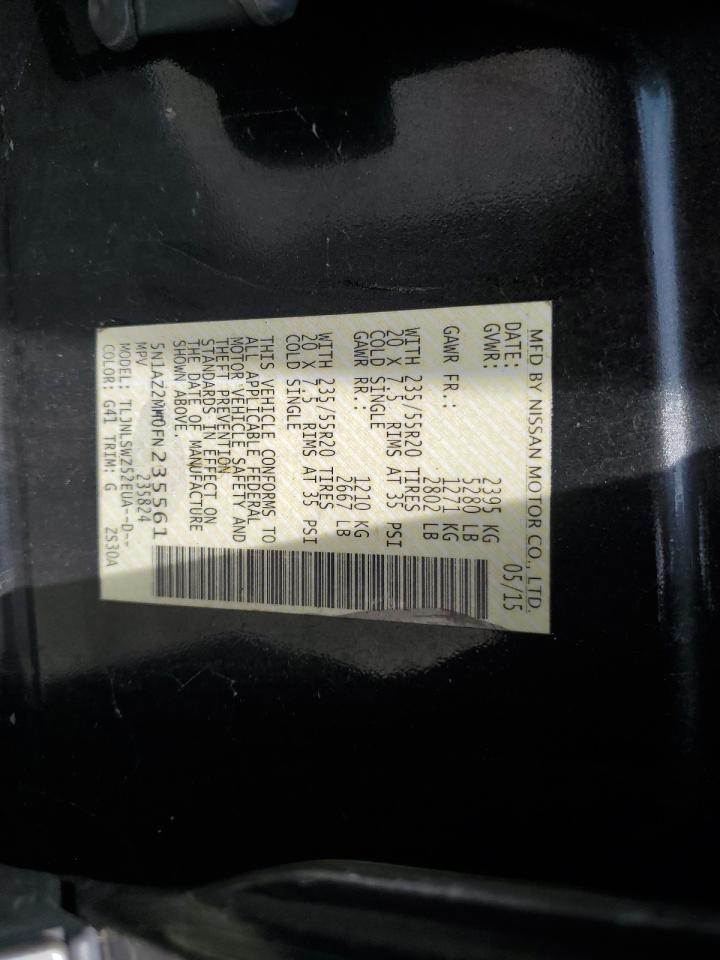 MFD BY NISSAN MOTOR CO., LTD.
DATE: 05/15
GVWR: 2395 KG
5280 LB
GAWR FR.: 1271 KG
2802 LB
WITH 235/55R20 TIRES
20 X 7.5 RIMS AT 35 PSI
COLD SINGLE
GAWR RR.: 1210 KG
2667 LB
WITH 235/55R20 TIRES
20 X 7.5 RIMS AT 35 PSI
COLD SINGLE
THIS VEHICLE CONFORMS TO
ALL APPLICABLE FEDERAL
MOTOR VEHICLE SAFETY AND
THEFT PREVENTION
STANDARDS IN EFFECT ON
THE DATE OF MANUFACTURE
SHOWN ABOVE.
5N1AZ2MH0FN235561
MPV 235824
MODEL: TLJNLSWZ52EUA--D--
COLOR: G41 TRIM: G 2S30A